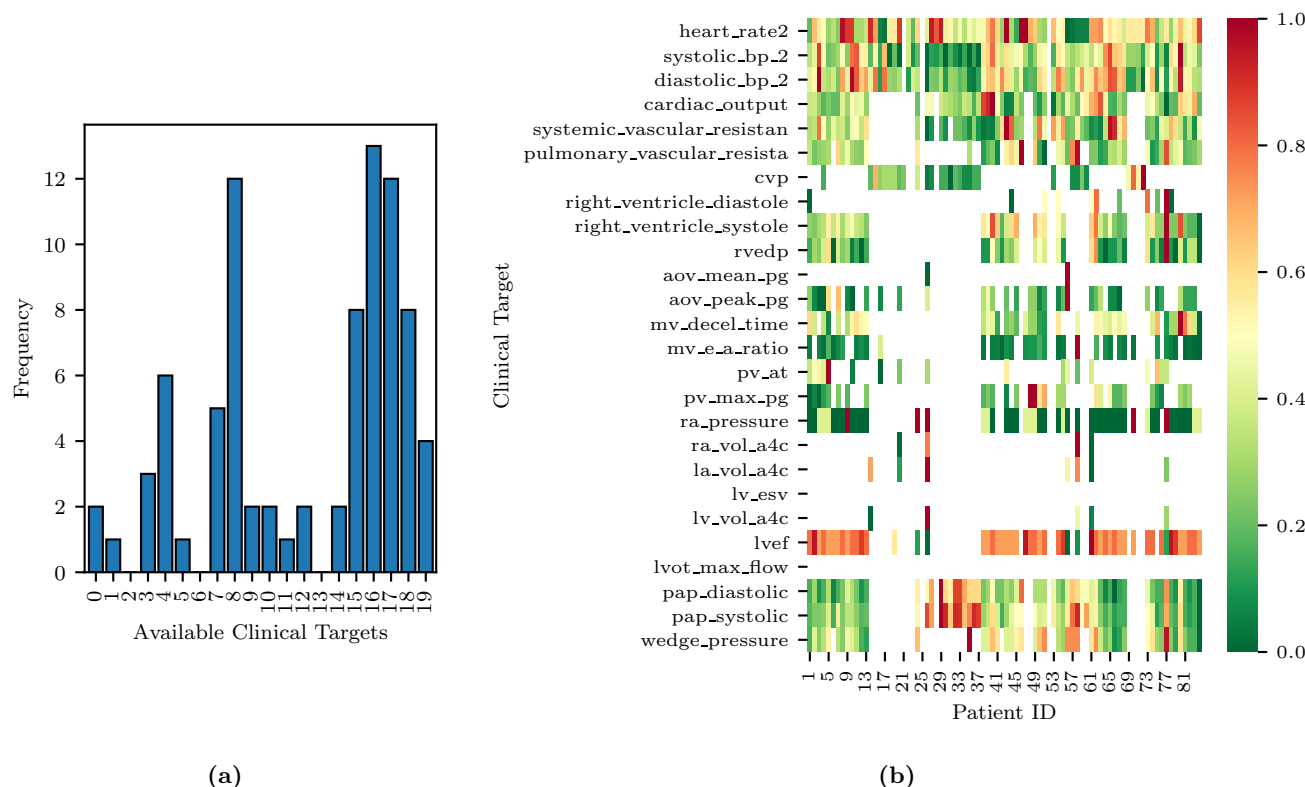 Frequency
12
10
8
6
4
2
0
0 1 2 3 4 5 6 7 8 9 10 11 12 13 14 15 16 17 18 19
Available Clinical Targets
(a)
Clinical Target
heart_rate2
systolic_bp_2
diastolic_bp_2
cardiac_output
systemic_vascular_resistan
pulmonary_vascular_resista
cvp
right_ventricle_diastole
right_ventricle_systole
rvedp
aov_mean_pg
aov_peak_pg
mv_decel_time
mv_e_a_ratio
pv_at
pv_max_pg
ra_pressure
ra_vol_a4c
la_vol_a4c
lv_esv
lv_vol_a4c
lvef
lvot_max_flow
pap_diastolic
pap_systolic
wedge_pressure
1 5 9 13 17 21 25 29 33 37 41 45 49 53 57 61 65 69 73 77 81
Patient ID
1.0
0.8
0.6
0.4
0.2
0.0
(b)